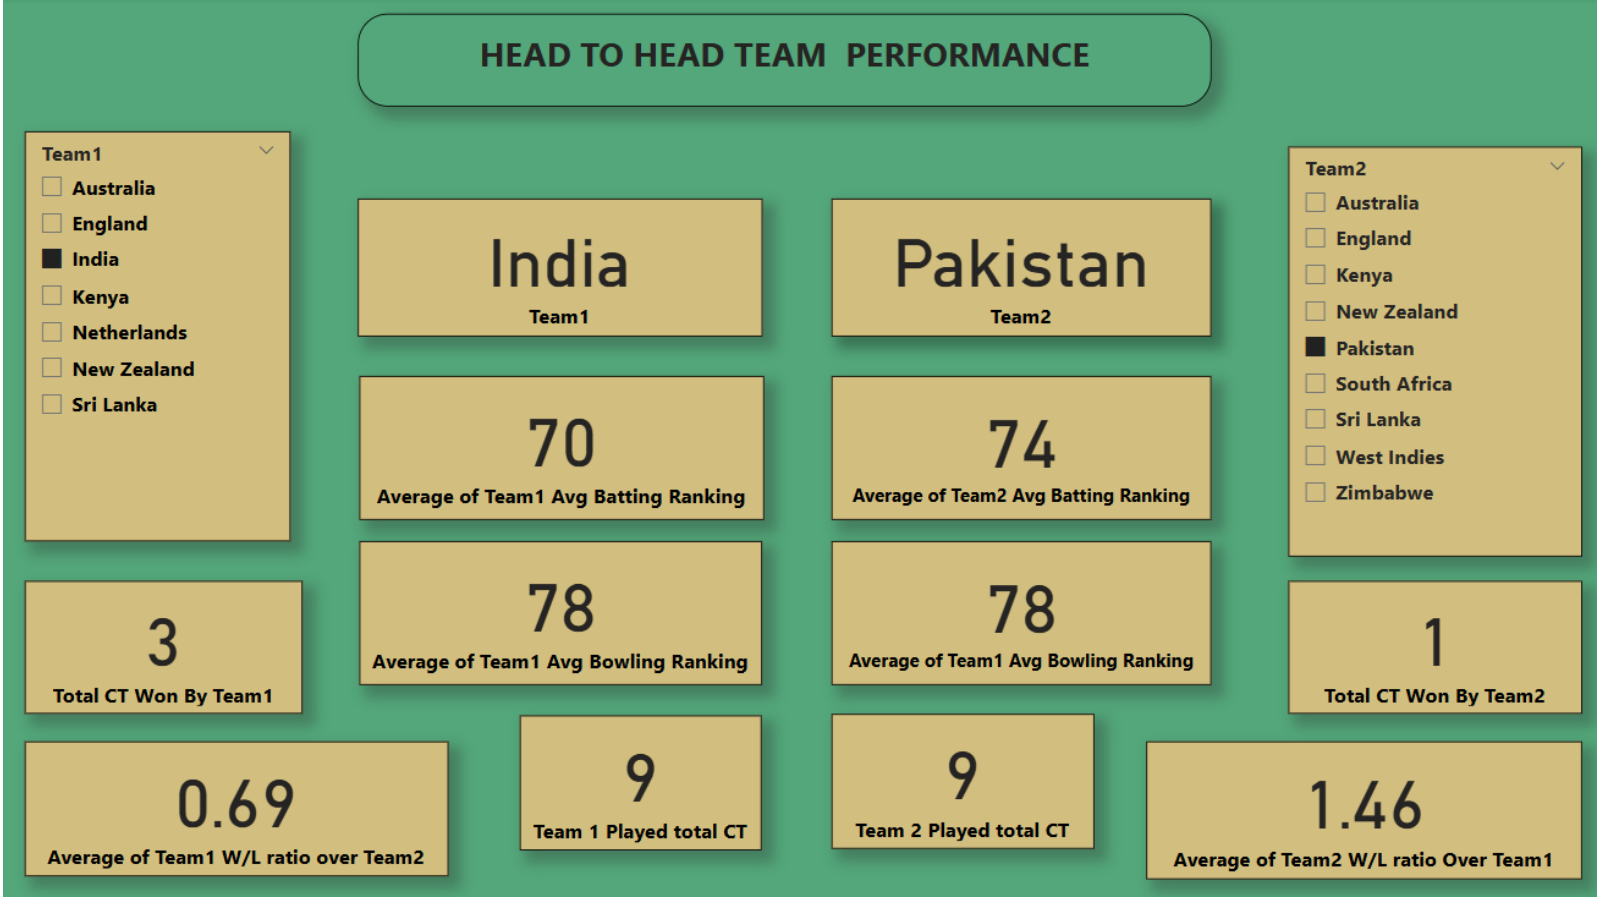 HEAD TO HEAD TEAM  PERFORMANCE
Team1
Australia
England
India
Kenya
Netherlands
New Zealand
Sri Lanka
India
Team1
Pakistan
Team2
Team2
Australia
England
Kenya
New Zealand
Pakistan
South Africa
Sri Lanka
West Indies
Zimbabwe
70
Average of Team1 Avg Batting Ranking
74
Average of Team2 Avg Batting Ranking
78
Average of Team1 Avg Bowling Ranking
78
Average of Team1 Avg Bowling Ranking
3
Total CT Won By Team1
1
Total CT Won By Team2
0.69
Average of Team1 W/L ratio over Team2
9
Team 1 Played total CT
9
Team 2 Played total CT
1.46
Average of Team2 W/L ratio Over Team1